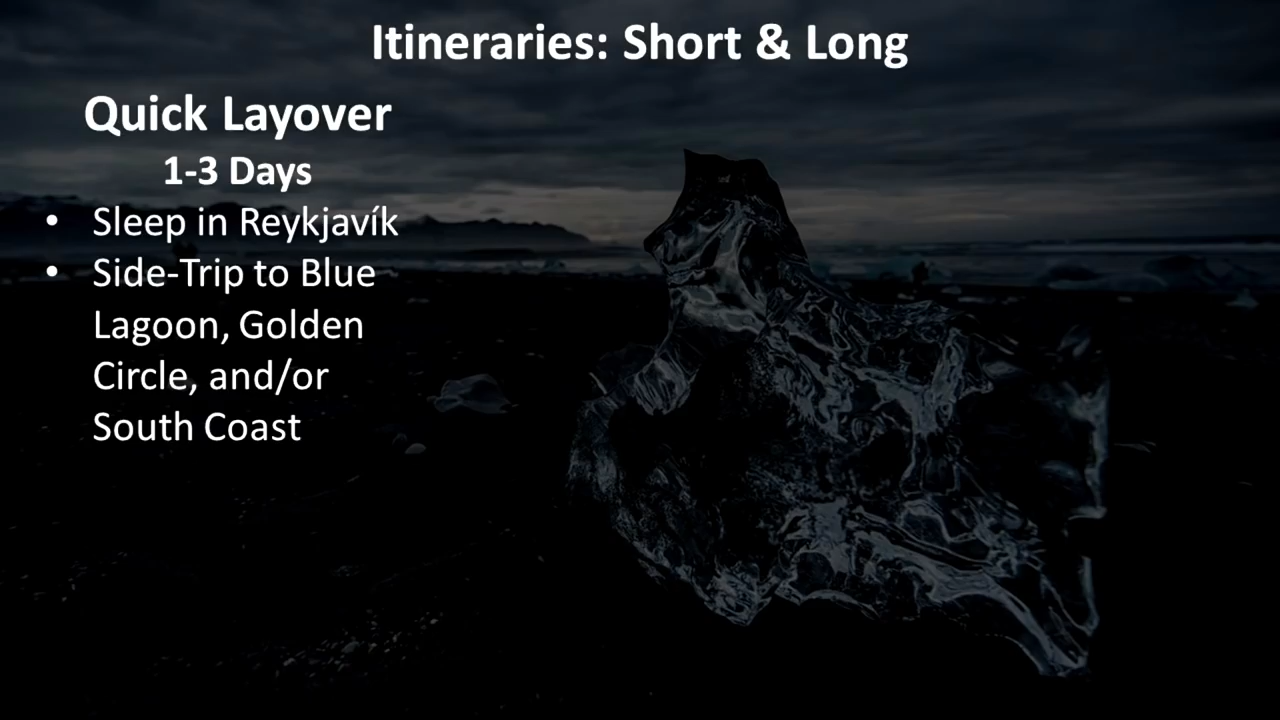 Itineraries: Short & Long
Quick Layover
1-3 Days
• Sleep in Reykjavík
• Side-Trip to Blue
Lagoon, Golden
Circle, and/or
South Coast